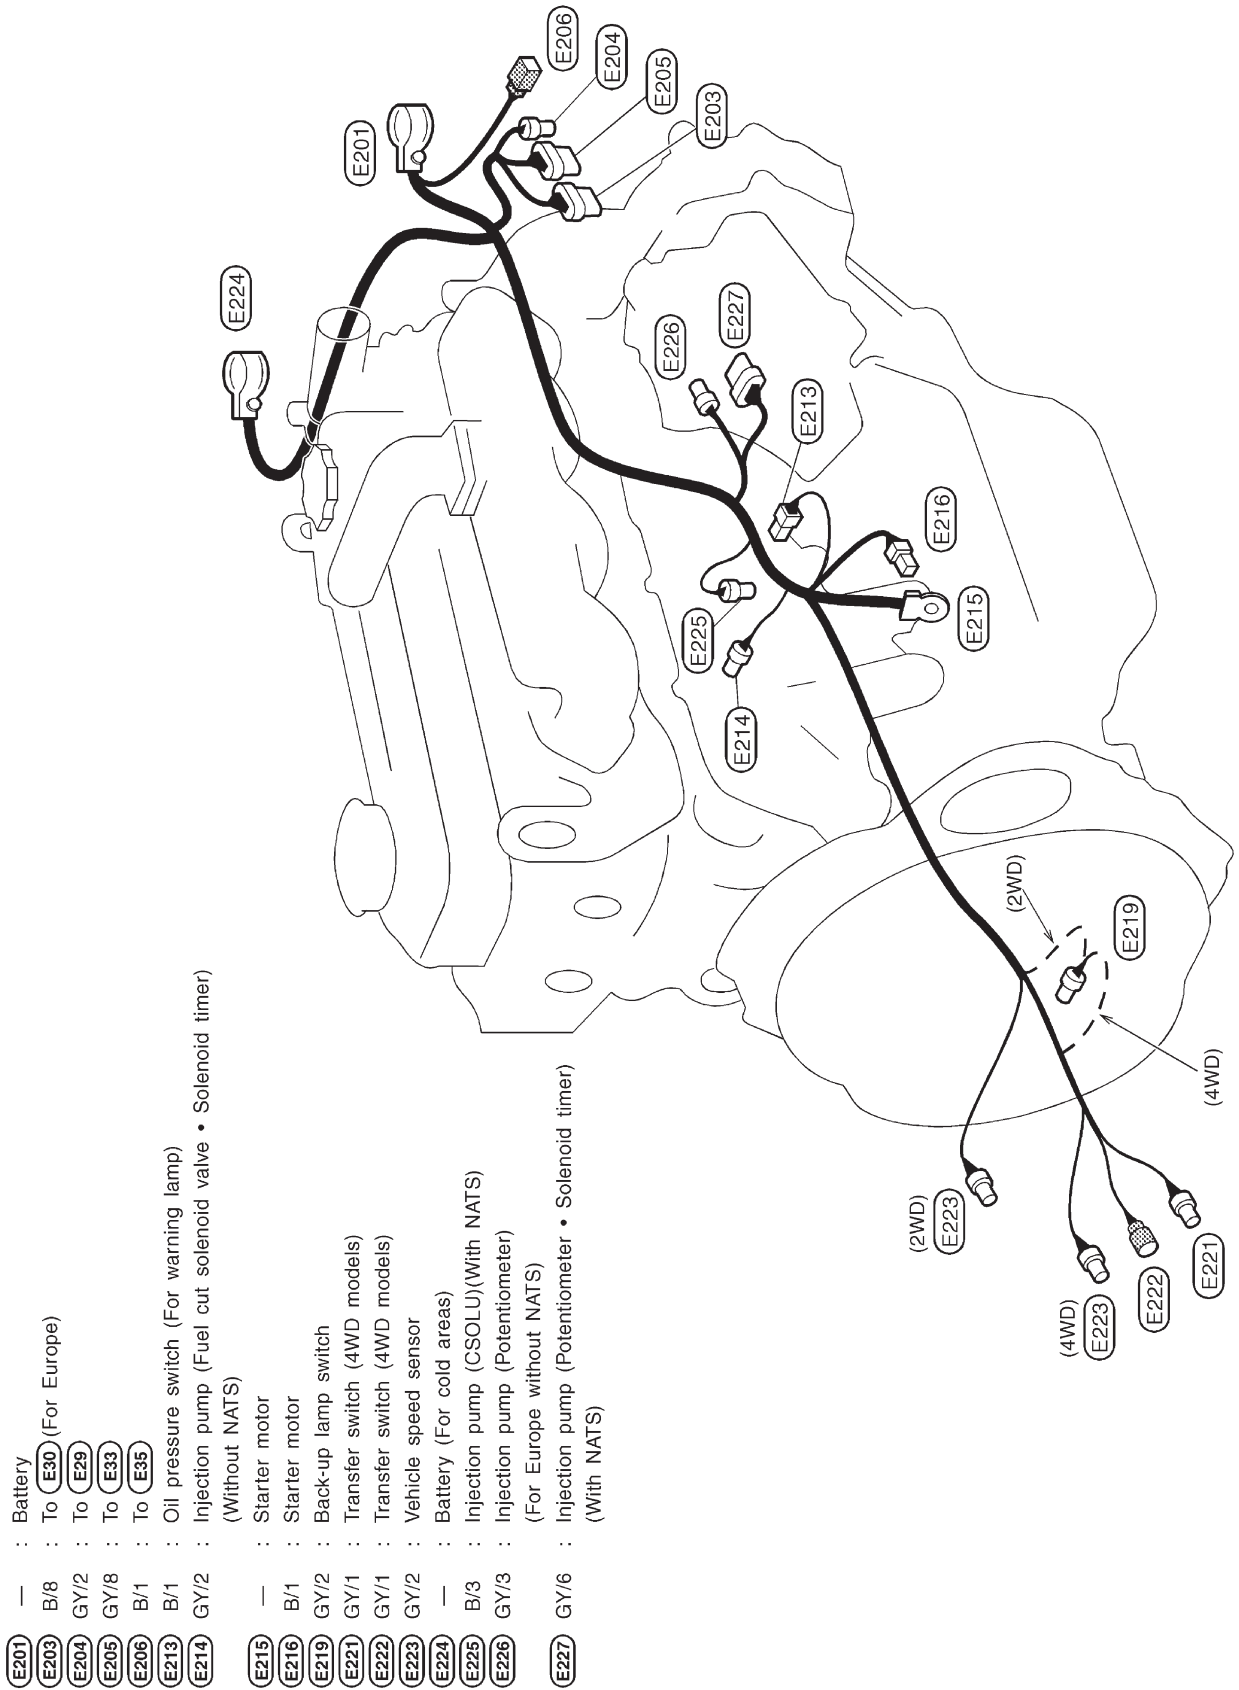 E201 — : Battery
E203 B/8 : To E30 (For Europe)
E204 GY/2 : To E29
E205 GY/8 : To E33
E206 B/1 : To E35
E213 B/1 : Oil pressure switch (For warning lamp)
E214 GY/2 : Injection pump (Fuel cut solenoid valve • Solenoid timer)
(Without NATS)
E215 — : Starter motor
E216 B/1 : Starter motor
E219 GY/2 : Back-up lamp switch
E221 GY/1 : Transfer switch (4WD models)
E222 GY/1 : Transfer switch (4WD models)
E223 GY/2 : Vehicle speed sensor
E224 — : Battery (For cold areas)
E225 B/3 : Injection pump (CSOLU)(With NATS)
E226 GY/3 : Injection pump (Potentiometer)
(For Europe without NATS)
E227 GY/6 : Injection pump (Potentiometer • Solenoid timer)
(With NATS)
E224
E201
E206
E204
E205
E203
E226
E227
E213
E216
E215
E225
E214
(2WD)
E219
(4WD)
(2WD)
E223
(4WD)
E223
E222
E221